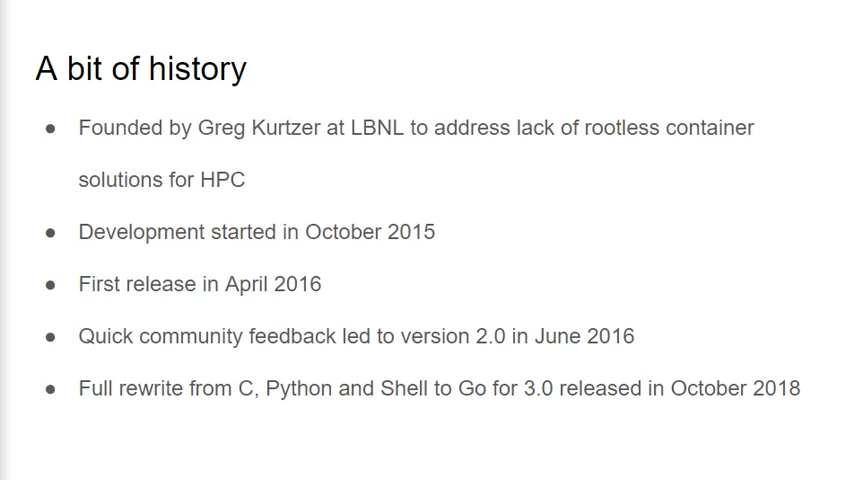 A bit of history
● Founded by Greg Kurtzer at LBNL to address lack of rootless container
solutions for HPC
● Development started in October 2015
● First release in April 2016
● Quick community feedback led to version 2.0 in June 2016
● Full rewrite from C, Python and Shell to Go for 3.0 released in October 2018